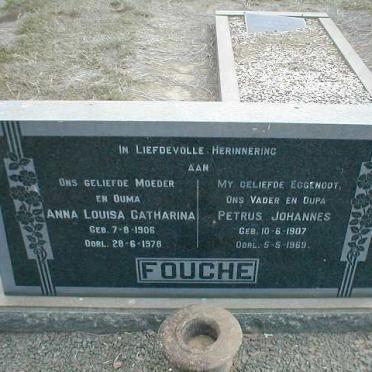 In Liefdevolle Herinnering
aan
Ons geliefde Moeder
en Ouma
Anna Louisa Catharina
Geb. 7-8-1906
Oorl. 28-6-1978
My geliefde Eggenoot,
Ons Vader en Oupa
Petrus Johannes
Geb. 10-6-1907
Oorl. 5-5-1969.
FOUCHE